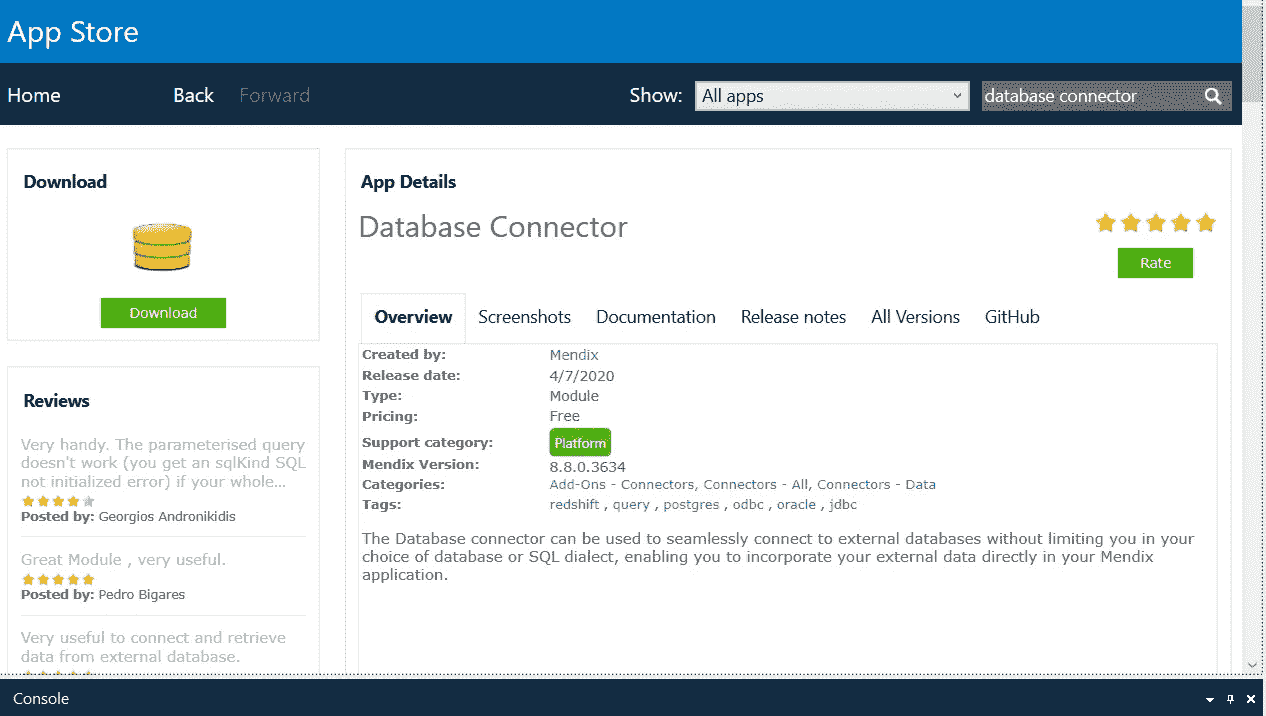 App Store
Home Back Forward Show: All apps database connector
Download
Download
Reviews
Very handy. The parameterised query
doesn't work (you get an sqlKind SQL
not initialized error) if your whole...
Posted by: Georgios Andronikidis
Great Module , very useful.
Posted by: Pedro Bigares
Very useful to connect and retrieve
data from external database.
App Details
Database Connector
Rate
Overview Screenshots Documentation Release notes All Versions GitHub
Created by: Mendix
Release date: 4/7/2020
Type: Module
Pricing: Free
Support category: Platform
Mendix Version: 8.8.0.3634
Categories: Add-Ons - Connectors, Connectors - All, Connectors - Data
Tags: redshift , query , postgres , odbc , oracle , jdbc
The Database connector can be used to seamlessly connect to external databases without limiting you in your
choice of database or SQL dialect, enabling you to incorporate your external data directly in your Mendix
application.
Console